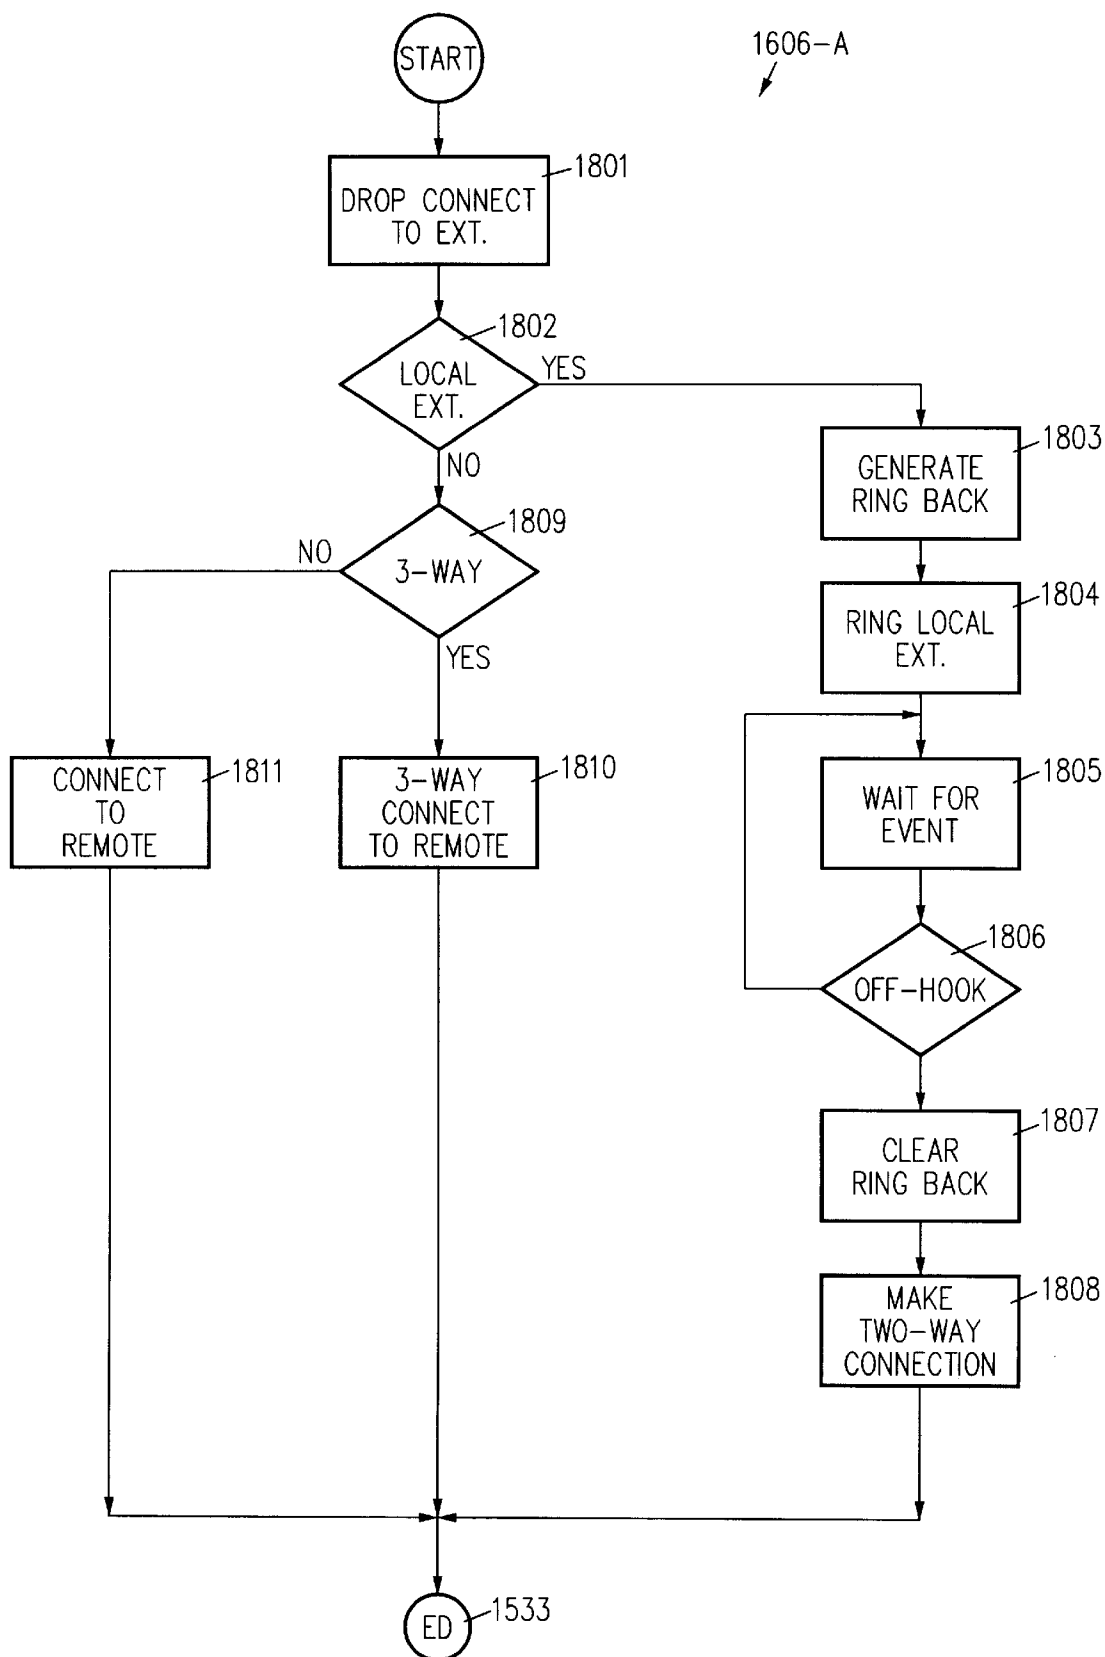 START
1606-A
1801
DROP CONNECT
TO EXT.
1802
LOCAL
EXT.
YES
NO
1803
GENERATE
RING BACK
1809
3-WAY
NO
YES
1804
RING LOCAL
EXT.
1811
CONNECT
TO
REMOTE
1810
3-WAY
CONNECT
TO REMOTE
1805
WAIT FOR
EVENT
1806
OFF-HOOK
1807
CLEAR
RING BACK
1808
MAKE
TWO-WAY
CONNECTION
1533
ED